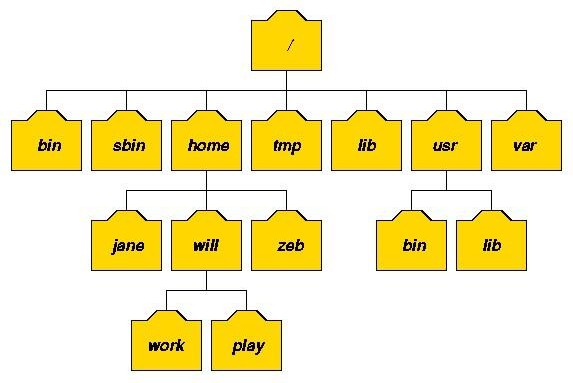 /
bin sbin home tmp lib usr var
jane will zeb bin lib
work play